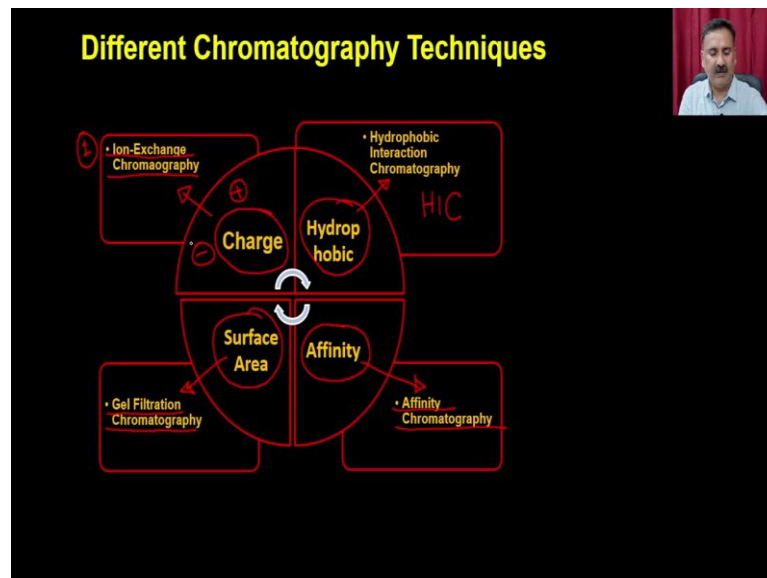 Different Chromatography Techniques
1
• Ion-Exchange
Chromaography
• Hydrophobic
Interaction
Chromatography
HIC
+
-
Charge
Hydrop
hobic
Surface
Area
Affinity
• Gel Filtration
Chromatography
• Affinity
Chromatography